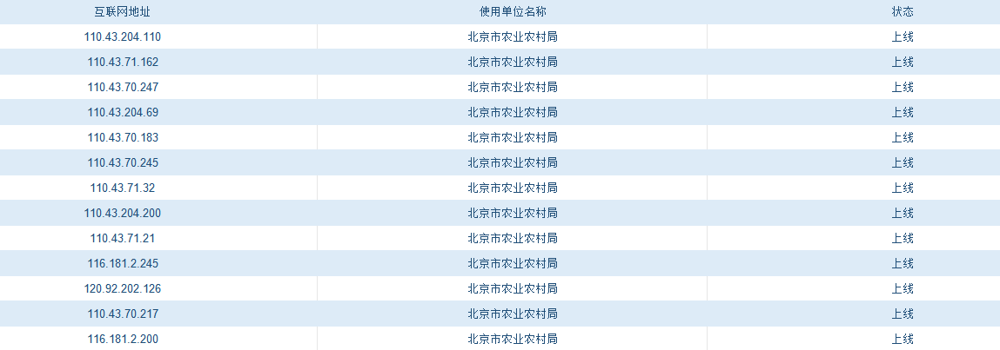 互联网地址 使用单位名称 状态
110.43.204.110 北京市农业农村局 上线
110.43.71.162 北京市农业农村局 上线
110.43.70.247 北京市农业农村局 上线
110.43.204.69 北京市农业农村局 上线
110.43.70.183 北京市农业农村局 上线
110.43.70.245 北京市农业农村局 上线
110.43.71.32 北京市农业农村局 上线
110.43.204.200 北京市农业农村局 上线
110.43.71.21 北京市农业农村局 上线
116.181.2.245 北京市农业农村局 上线
120.92.202.126 北京市农业农村局 上线
110.43.70.217 北京市农业农村局 上线
116.181.2.200 北京市农业农村局 上线